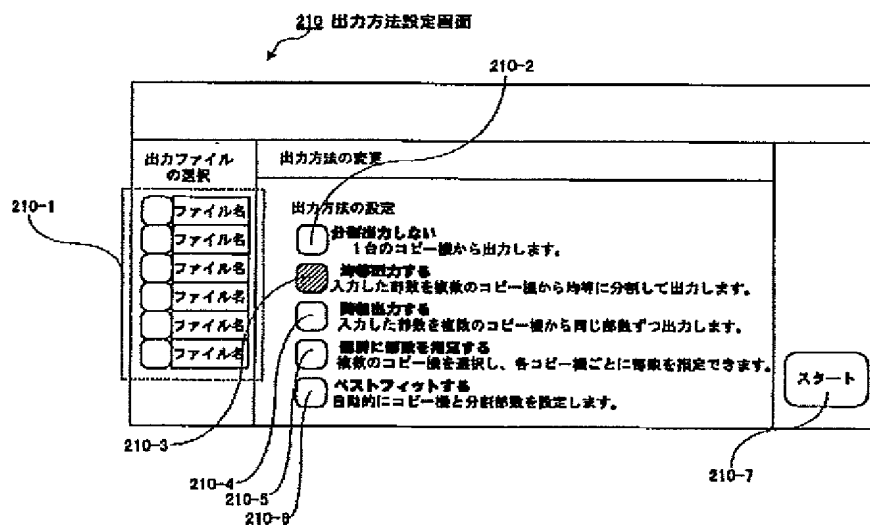 210 出力方法設定画面
210-2
出力ファイル
の選択
出力方法の変更
210-1
ファイル名
ファイル名
ファイル名
ファイル名
ファイル名
ファイル名
出力方法の設定
分割出力しない
1台のコピー機から出力します。
均等出力する
入力した部数を複数のコピー機から均等に分割して出力します。
出力する
入力した部数を複数のコピー機から同じ部数ずつ出力します。
に部数を指定する
複数のコピー機を選択し、各コピー機ごとに部数を指定できます。
ベストフィットする
自動的にコピー機と分割部数を設定します。
スタート
210-3
210-4
210-5
210-6
210-7